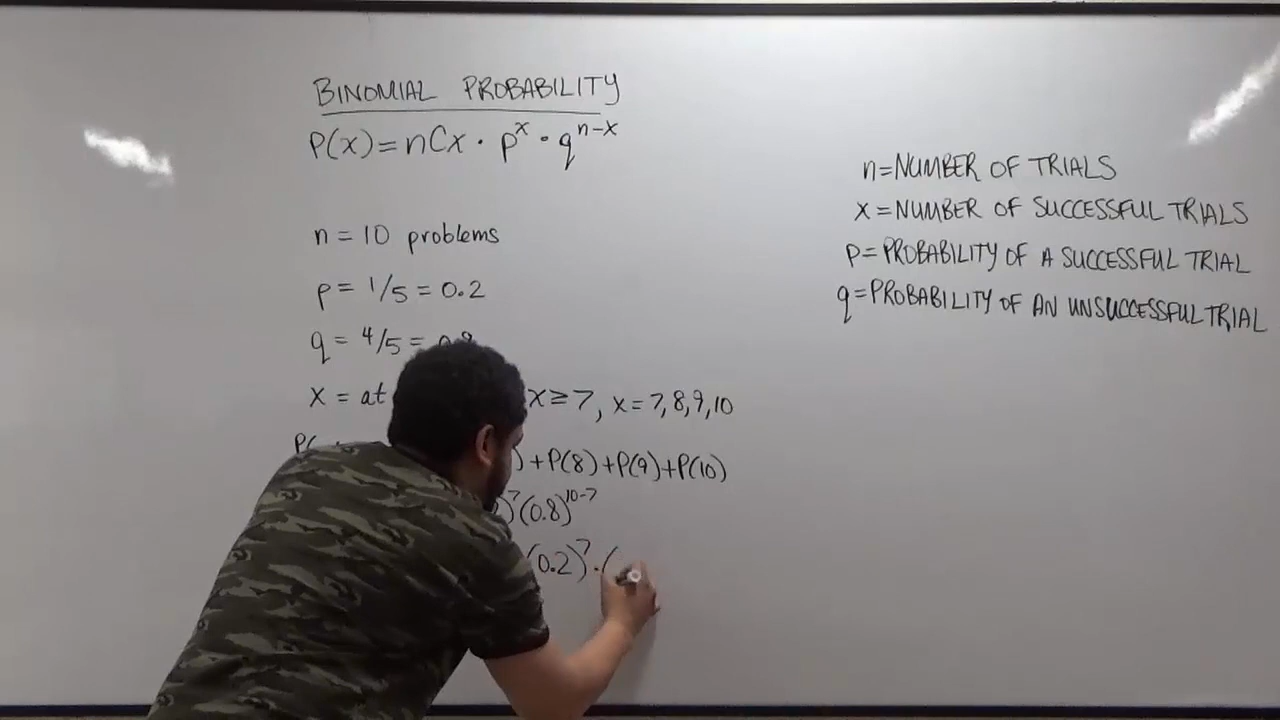 BINOMIAL PROBABILITY
P(x)=nCx · p^x · q^{n-x}
n = 10 problems
p = 1/5 = 0.2
q = 4/5 =
x = at x≥7, x=7,8,9,10
P( ) +P(8)+P(9)+P(10)
)^7 (0.8)^{10-7}
(0.2)^7 · (
n=NUMBER OF TRIALS
x=NUMBER OF SUCCESSFUL TRIALS
p=PROBABILITY OF A SUCCESSFUL TRIAL
q=PROBABILITY OF AN UNSUCCESSFUL TRIAL